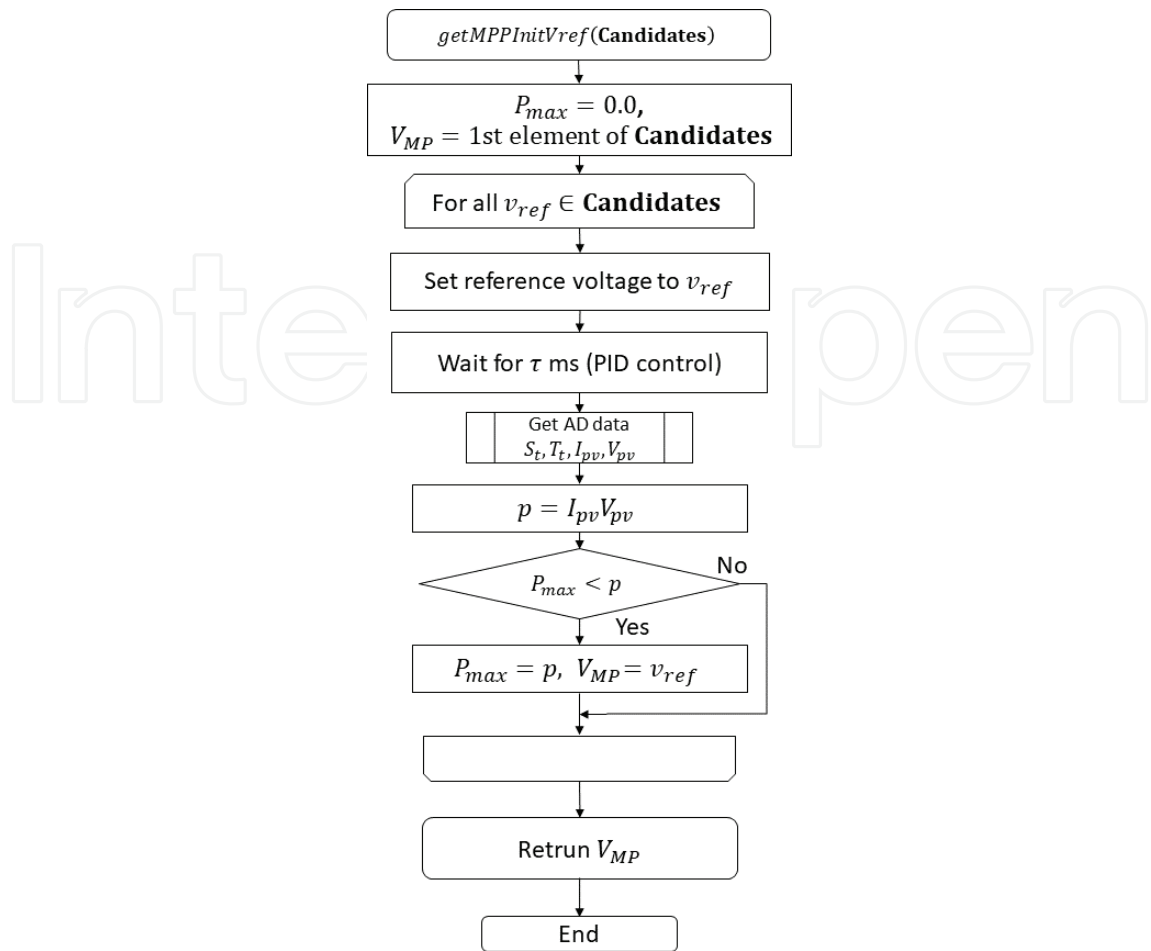 getMPPInitVref(Candidates)
P_max = 0.0,
V_MP = 1st element of Candidates
For all v_ref ∈ Candidates
Set reference voltage to v_ref
Wait for τ ms (PID control)
Get AD data
S_t, T_t, I_pv, V_pv
p = I_pv V_pv
No
P_max < p
Yes
P_max = p, V_MP = v_ref
Retrun V_MP
End